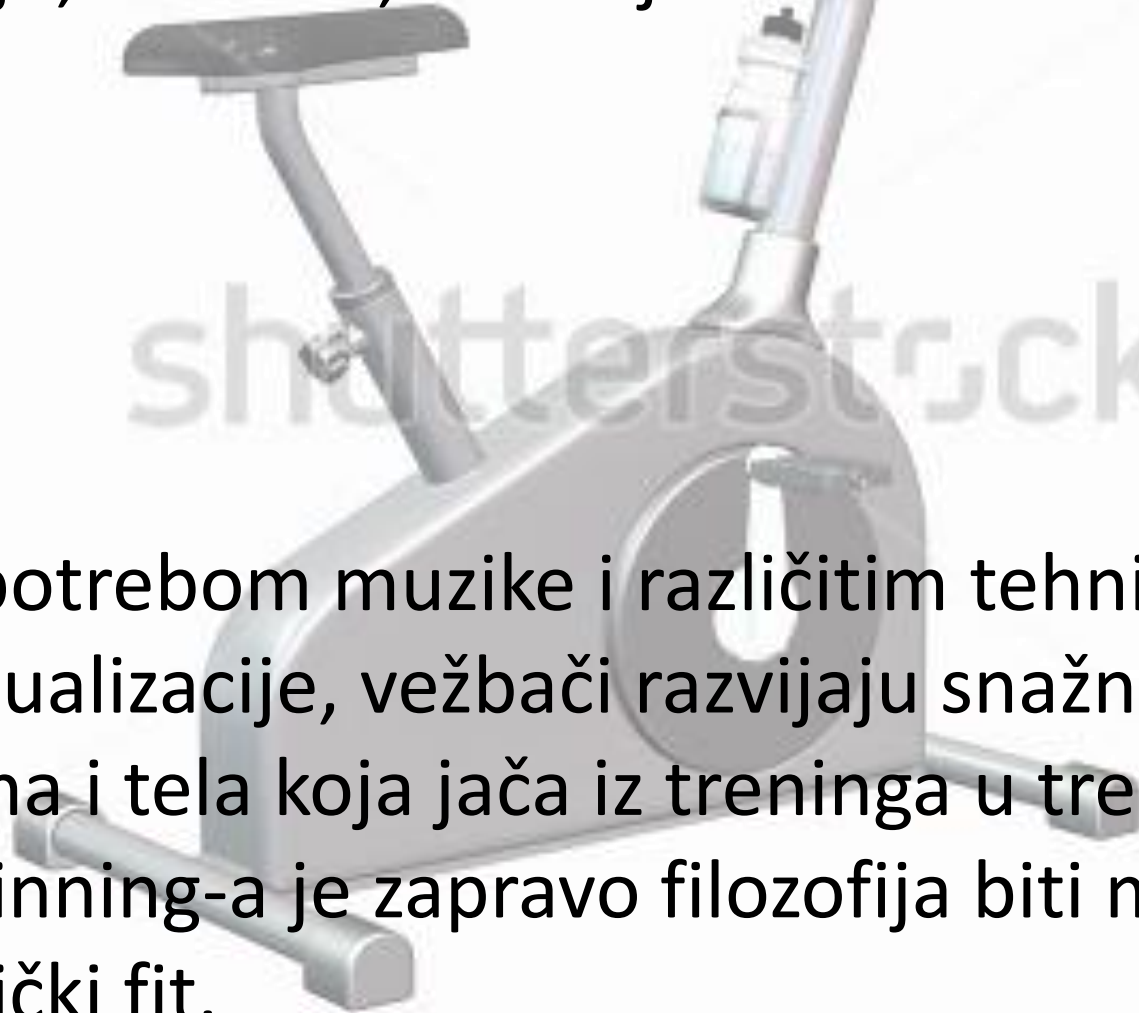 shutterstock
potrebom muzike i različitim tehni
ualizacije, vežbači razvijaju snažn
na i tela koja jača iz treninga u tre
inning-a je zapravo filozofija biti
ički fit.